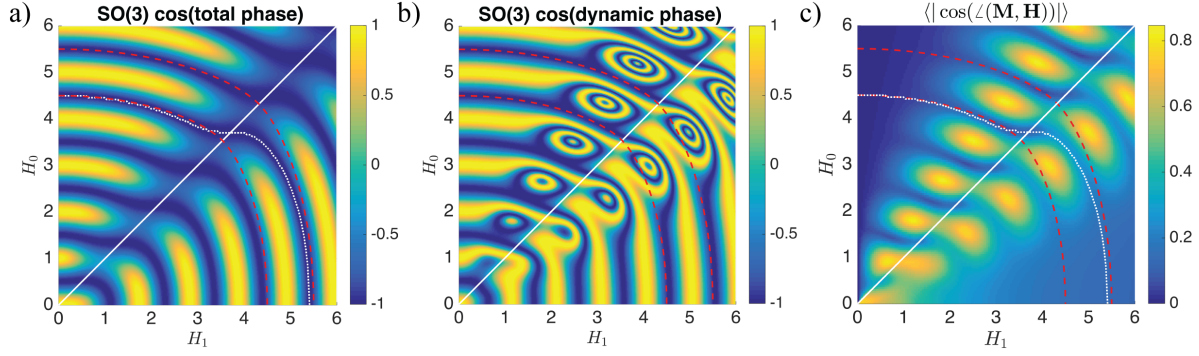 a)
SO(3) cos(total phase)
6
5
4
3
2
1
0
H₀
0 1 2 3 4 5 6
H₁
1
0.5
0
-0.5
-1
b)
SO(3) cos(dynamic phase)
6
5
4
3
2
1
0
H₀
0 1 2 3 4 5 6
H₁
1
0.5
0
-0.5
-1
c)
⟨|cos(∠(M, H))|⟩
6
5
4
3
2
1
0
H₀
0 1 2 3 4 5 6
H₁
0.8
0.6
0.4
0.2
0